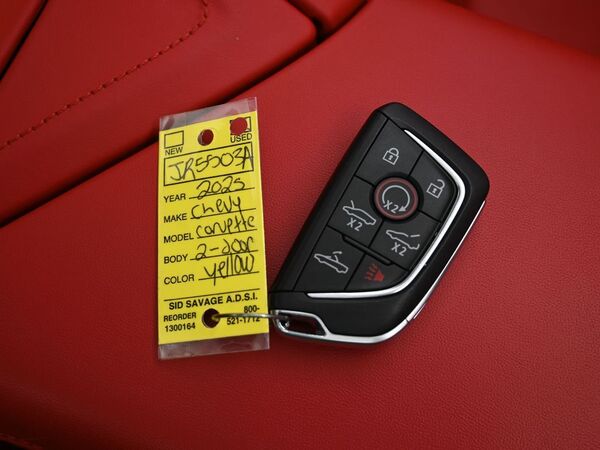 NEW
USED
JR5503A
YEAR 2025
MAKE Chevy
MODEL Corvette
BODY 2-door
COLOR yellow
SID SAVAGE A.D.S.I.
REORDER 800-
1300164 521-1712
X2
X2
X2